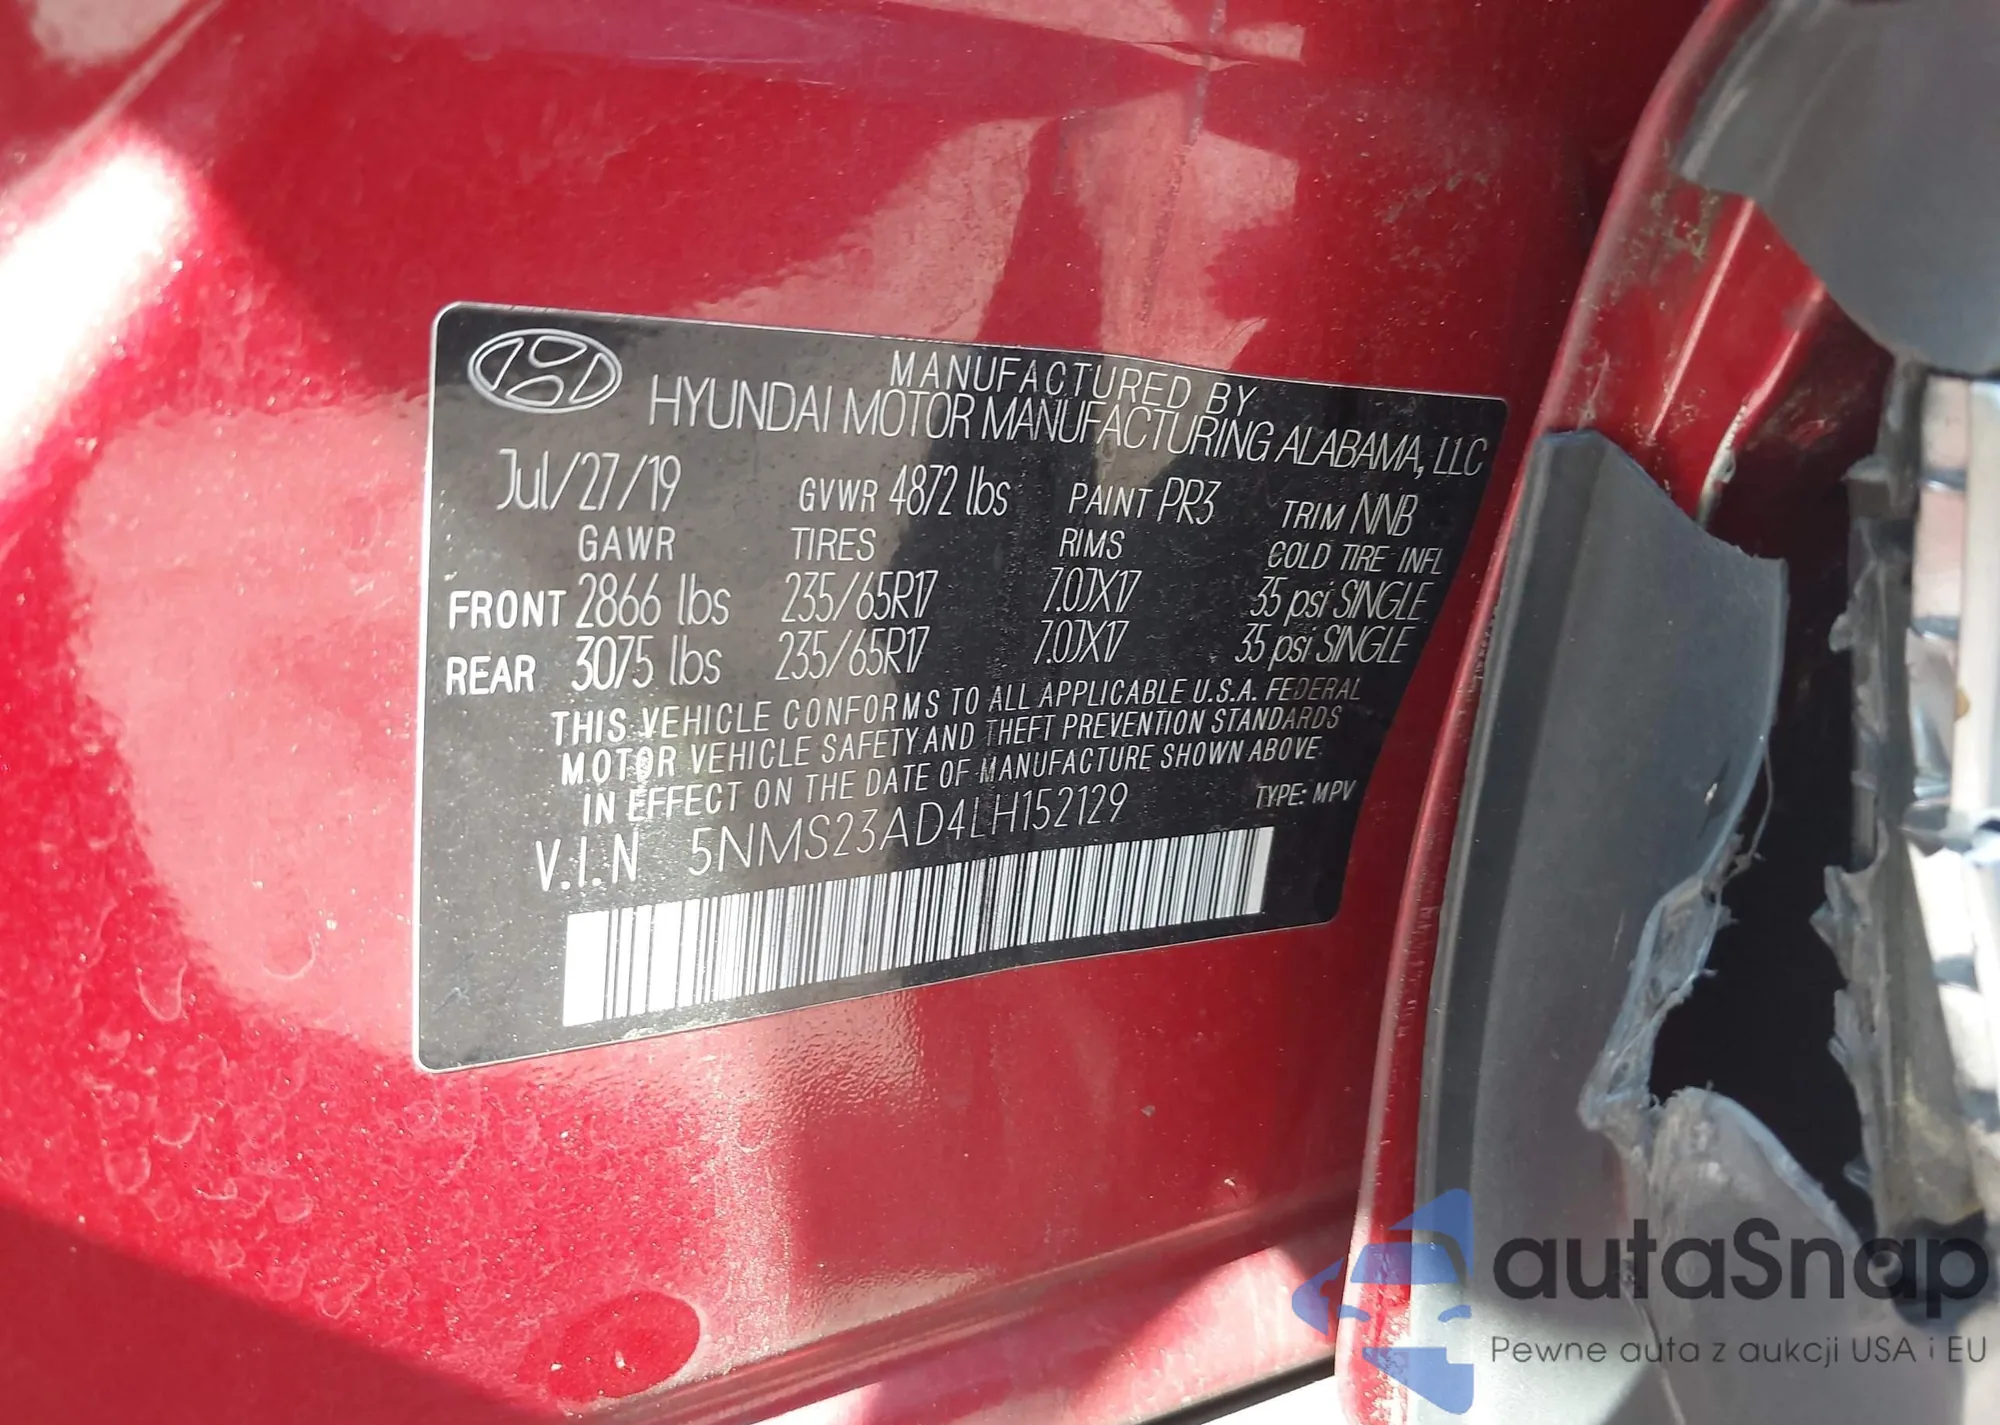 MANUFACTURED BY
HYUNDAI MOTOR MANUFACTURING ALABAMA, LLC
Jul/27/19 GVWR 4872 lbs PAINT PR3 TRIM NNB
GAWR TIRES RIMS COLD TIRE INFL
FRONT 2866 lbs 235/65R17 7.0JX17 35 psi SINGLE
REAR 3075 lbs 235/65R17 7.0JX17 35 psi SINGLE
THIS VEHICLE CONFORMS TO ALL APPLICABLE U.S.A. FEDERAL
MOTOR VEHICLE SAFETY AND THEFT PREVENTION STANDARDS
IN EFFECT ON THE DATE OF MANUFACTURE SHOWN ABOVE.
V.I.N 5NMS23AD4LH152129 TYPE: MPV
autaSnap
Pewne auta z aukcji USA i EU